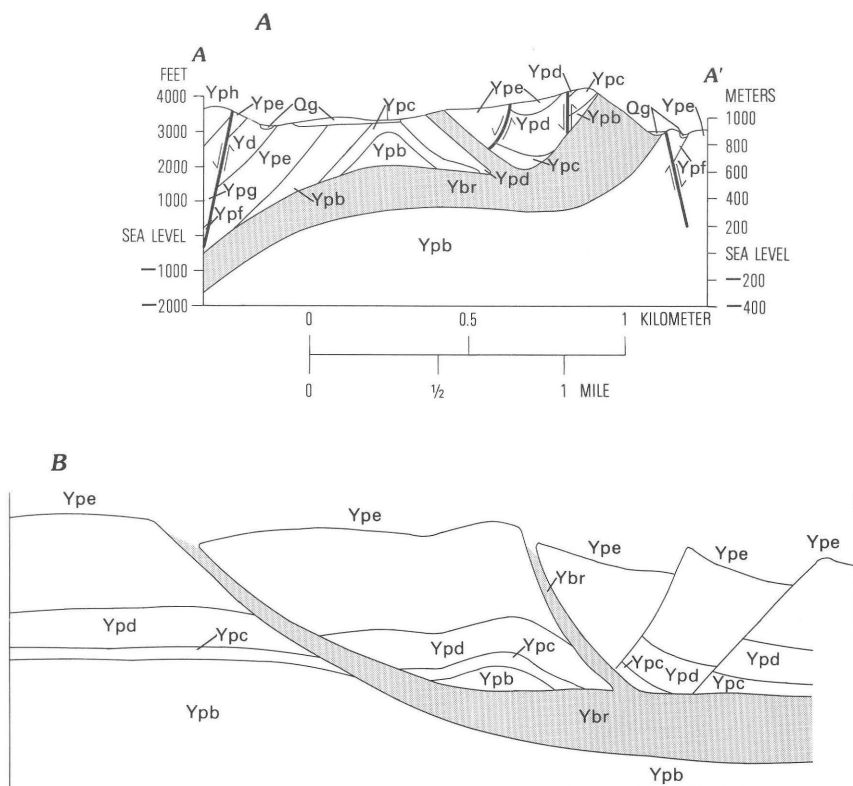 A
A A'
FEET METERS
Yph Ype Qg Ypc Ype Ypd Ypc Qg Ype
4000 1000
3000 Yd Ypd Ypb 800
Ype Ypb Ypc Ypf
2000 600
Ypg Ybr Ypd
1000 Ypb 400
Ypf 200
SEA LEVEL
Ypb SEA LEVEL
—1000 —200
—2000 —400
0 0.5 1 KILOMETER
0 ½ 1 MILE
B
Ype Ype Ype Ype Ype
Ybr
Ypd Ypc Ypd Ypc Ypc Ypd Ypd
Ypb Ypc
Ypb Ybr
Ypb